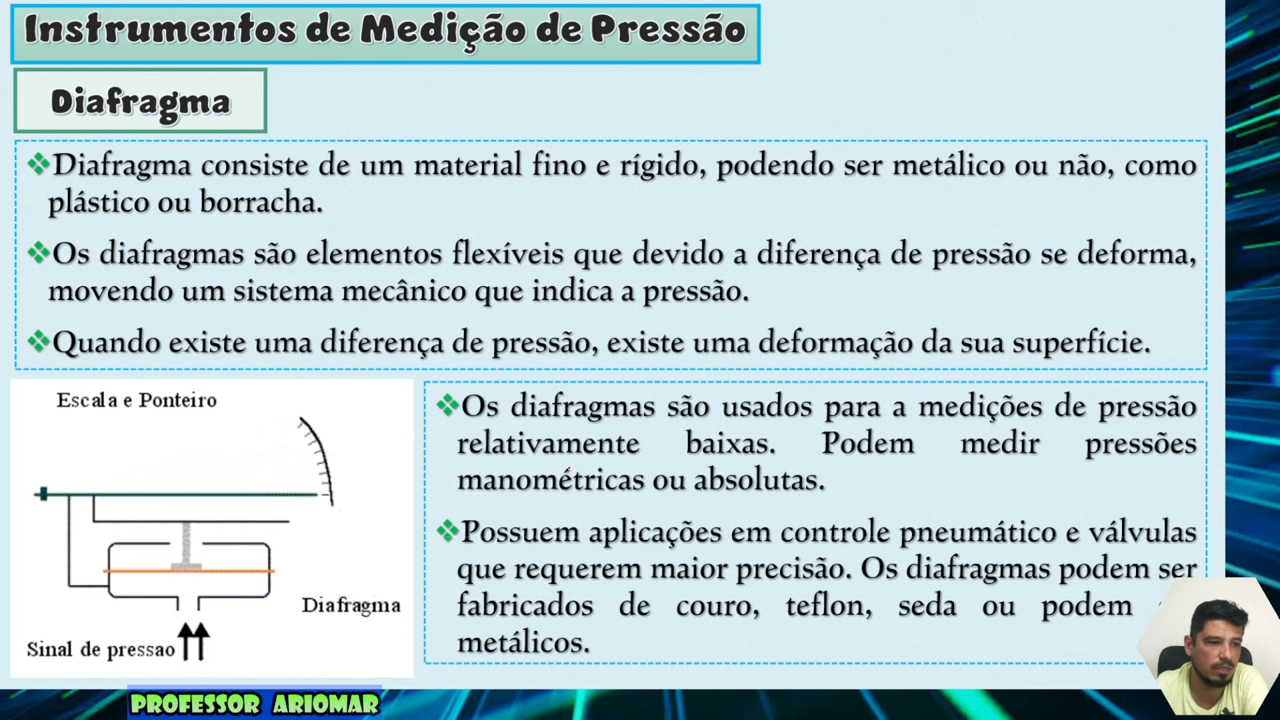 Instrumentos de Medição de Pressão
Diafragma
Diafragma consiste de um material fino e rígido, podendo ser metálico ou não, como
plástico ou borracha.
Os diafragmas são elementos flexíveis que devido a diferença de pressão se deforma,
movendo um sistema mecânico que indica a pressão.
Quando existe uma diferença de pressão, existe uma deformação da sua superfície.
Escala e Ponteiro
Diafragma
Sinal de pressao
Os diafragmas são usados para a medições de pressão
relativamente baixas. Podem medir pressões
manométricas ou absolutas.
Possuem aplicações em controle pneumático e válvulas
que requerem maior precisão. Os diafragmas podem ser
fabricados de couro, teflon, seda ou podem
metálicos.
PROFESSOR ARIOMAR